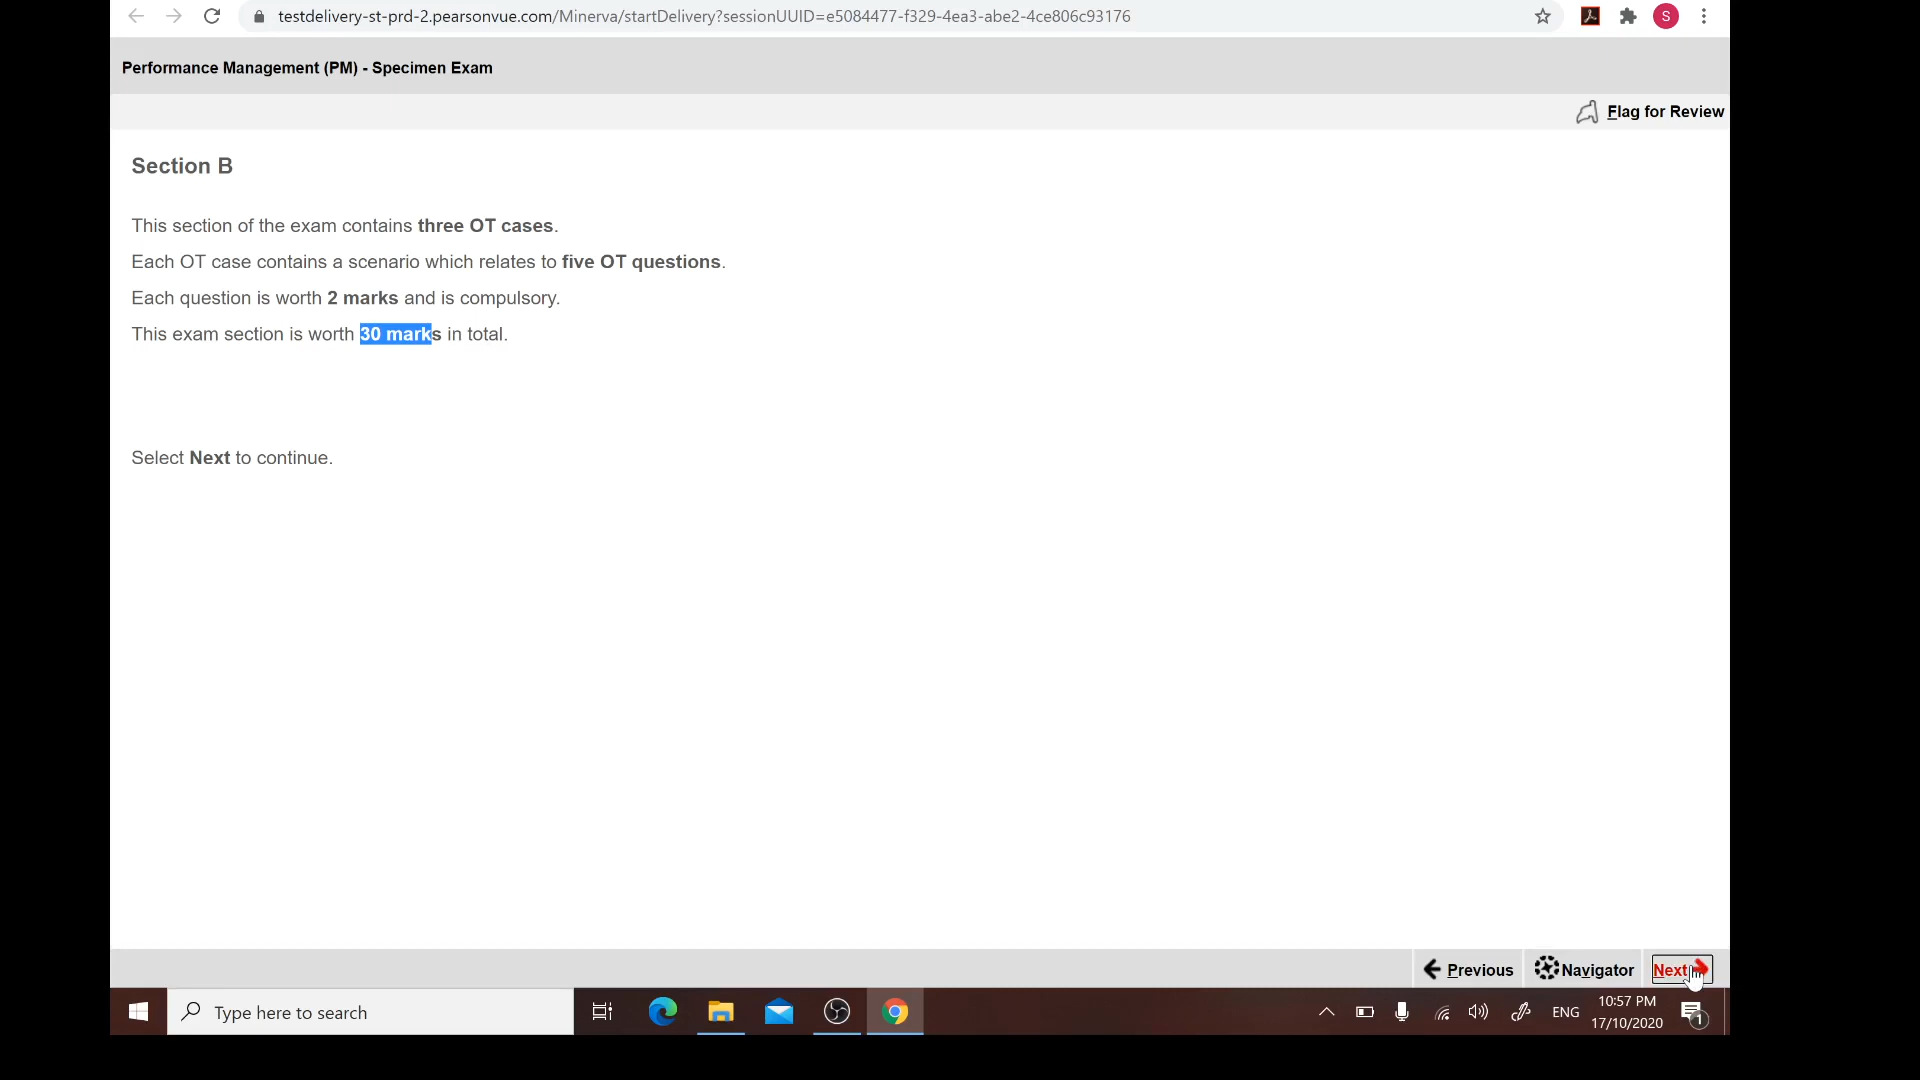 testdelivery-st-prd-2.pearsonvue.com/Minerva/startDelivery?sessionUUID=e5084477-f329-4ea3-abe2-4ce806c93176
S
Performance Management (PM) - Specimen Exam
Flag for Review
Section B
This section of the exam contains three OT cases.
Each OT case contains a scenario which relates to five OT questions.
Each question is worth 2 marks and is compulsory.
This exam section is worth 30 marks in total.
Select Next to continue.
Previous
Navigator
Next
Type here to search
ENG
10:57 PM
17/10/2020
1